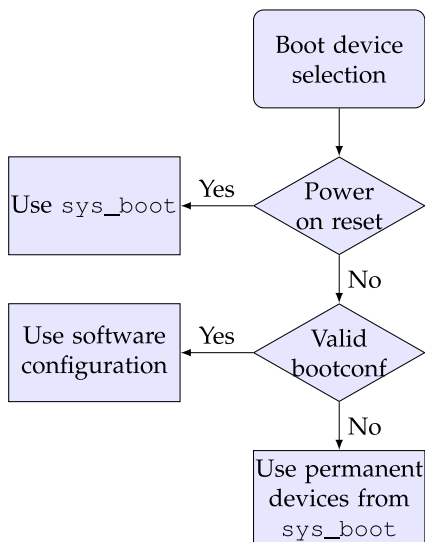 Boot device
selection
Power
on reset
Yes
Use sys_boot
No
Valid
bootconf
Yes
Use software
configuration
No
Use permanent
devices from
sys_boot